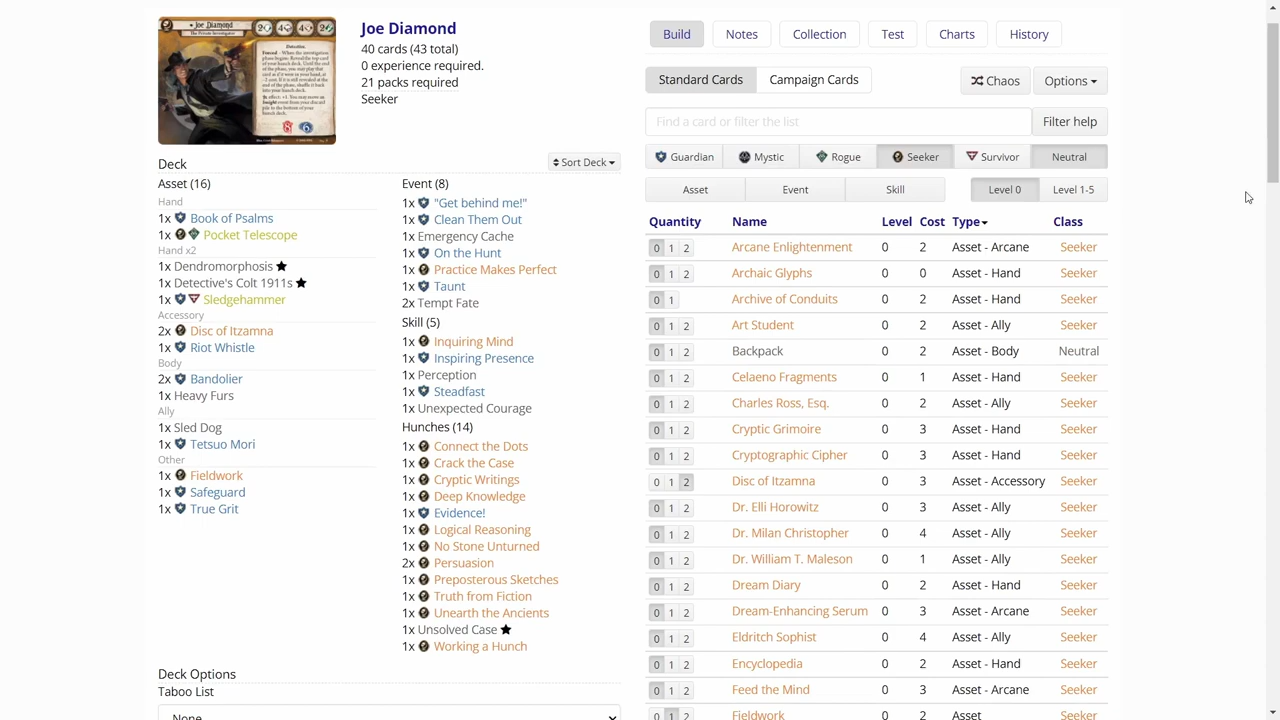 Joe Diamond
The Private Investigator
Joe Diamond
40 cards (43 total)
0 experience required.
21 packs required
Seeker
Deck
Sort Deck
Asset (16)
Hand
1x Book of Psalms
1x Pocket Telescope
Hand x2
1x Dendromorphosis
1x Detective's Colt 1911s
1x Sledgehammer
Accessory
2x Disc of Itzamna
1x Riot Whistle
Body
2x Bandolier
1x Heavy Furs
Ally
1x Sled Dog
1x Tetsuo Mori
Other
1x Fieldwork
1x Safeguard
1x True Grit
Event (8)
1x "Get behind me!"
1x Clean Them Out
1x Emergency Cache
1x On the Hunt
1x Practice Makes Perfect
1x Taunt
2x Tempt Fate
Skill (5)
1x Inquiring Mind
1x Inspiring Presence
1x Perception
1x Steadfast
1x Unexpected Courage
Hunches (14)
1x Connect the Dots
1x Crack the Case
1x Cryptic Writings
1x Deep Knowledge
1x Evidence!
1x Logical Reasoning
1x No Stone Unturned
2x Persuasion
1x Preposterous Sketches
1x Truth from Fiction
1x Unearth the Ancients
1x Unsolved Case
1x Working a Hunch
Deck Options
Taboo List
None
Build Notes Collection Test Charts History
Standard Campaign Cards Options
Find a card or filter the list Filter help
Guardian Mystic Rogue Seeker Survivor Neutral
Asset Event Skill Level 0 Level 1-5
Quantity Name Level Cost Type Class
0 1 2 Arcane Enlightenment 0 2 Asset - Arcane Seeker
0 1 2 Archaic Glyphs 0 0 Asset - Hand Seeker
0 1 Archive of Conduits 0 4 Asset - Hand Seeker
0 1 2 Art Student 0 2 Asset - Ally Seeker
0 1 2 Backpack 0 2 Asset - Body Neutral
0 1 2 Celaeno Fragments 0 1 Asset - Hand Seeker
0 1 2 Charles Ross, Esq. 0 2 Asset - Ally Seeker
0 1 2 Cryptic Grimoire 0 3 Asset - Hand Seeker
0 1 2 Cryptographic Cipher 0 3 Asset - Hand Seeker
0 1 2 Disc of Itzamna 0 3 Asset - Accessory Seeker
0 1 2 Dr. Elli Horowitz 0 2 Asset - Ally Seeker
0 1 2 Dr. Milan Christopher 0 4 Asset - Ally Seeker
0 1 2 Dr. William T. Maleson 0 1 Asset - Ally Seeker
0 1 2 Dream Diary 0 2 Asset - Hand Seeker
0 1 2 Dream-Enhancing Serum 0 3 Asset - Arcane Seeker
0 1 2 Eldritch Sophist 0 4 Asset - Ally Seeker
0 1 2 Encyclopedia 0 2 Asset - Hand Seeker
0 1 2 Feed the Mind 0 2 Asset - Arcane Seeker
0 1 2 Fieldwork 0 2 Asset Seeker